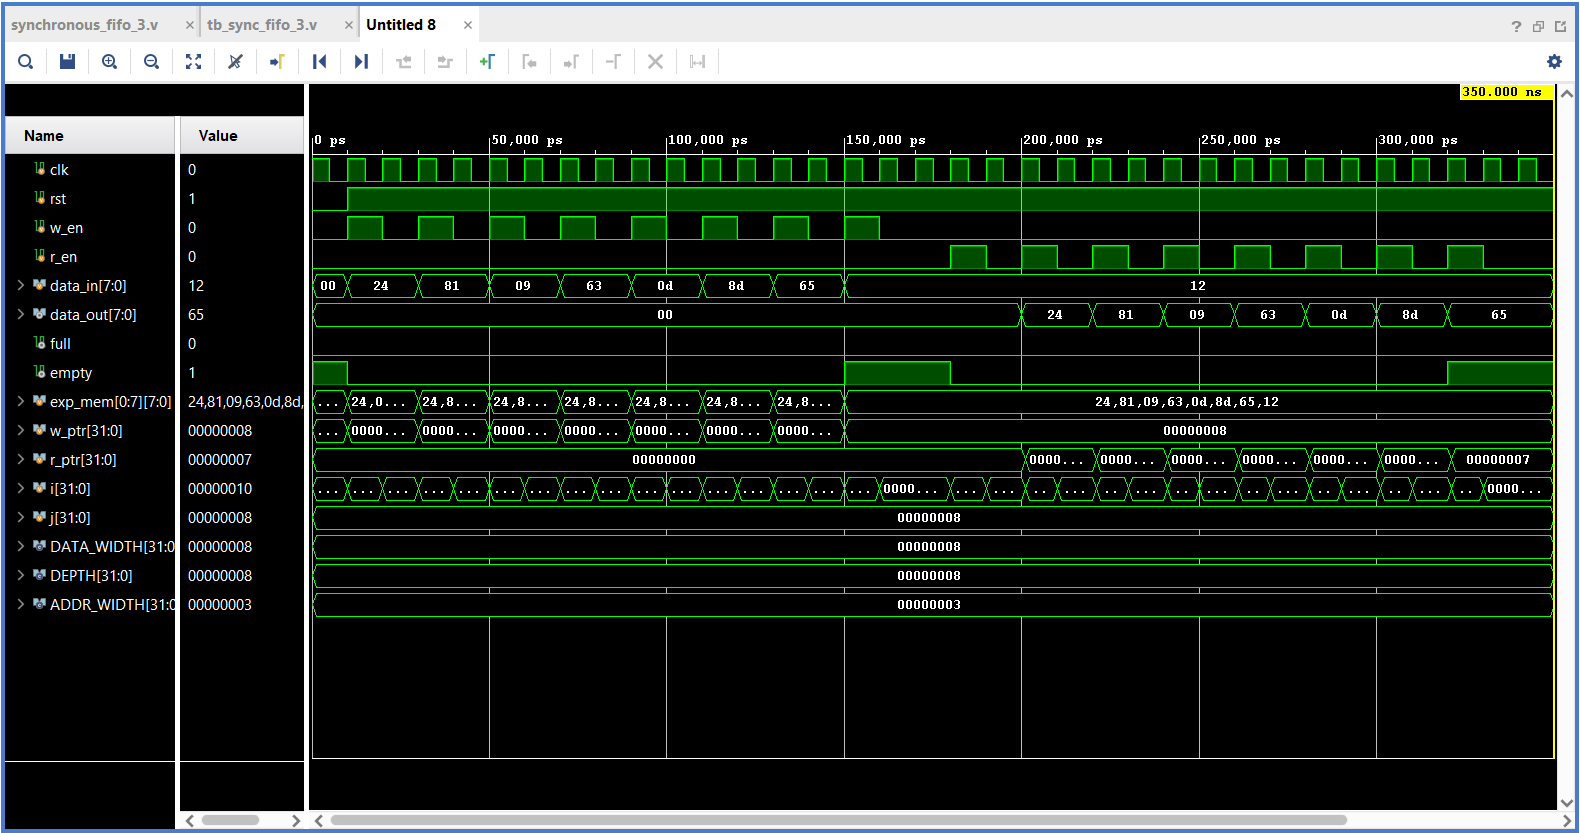 synchronous_fifo_3.v × tb_sync_fifo_3.v × Untitled 8 × ?
350.000 ns
Name Value
0 ps 50,000 ps 100,000 ps 150,000 ps 200,000 ps 250,000 ps 300,000 ps
clk 0
rst 1
w_en 0
r_en 0
data_in[7:0] 12 00 24 81 09 63 0d 8d 65 12
data_out[7:0] 65 00 24 81 09 63 0d 8d 65
full 0
empty 1
exp_mem[0:7][7:0] 24,81,09,63,0d,8d, ... 24,0... 24,8... 24,8... 24,8... 24,8... 24,8... 24,8... 24,81,09,63,0d,8d,65,12
w_ptr[31:0] 00000008 ... 0000... 0000... 0000... 0000... 0000... 0000... 0000... 00000008
r_ptr[31:0] 00000007 00000000 0000... 0000... 0000... 0000... 0000... 0000... 00000007
i[31:0] 00000010 ... ... ... ... ... ... ... ... ... ... ... ... ... ... ... ... 0000... ... ... .. ... ... ... .. ... ... ... .. ... .. ... ... .. 0000...
j[31:0] 00000008 00000008
DATA_WIDTH[31:0 00000008 00000008
DEPTH[31:0] 00000008 00000008
ADDR_WIDTH[31:0 00000003 00000003